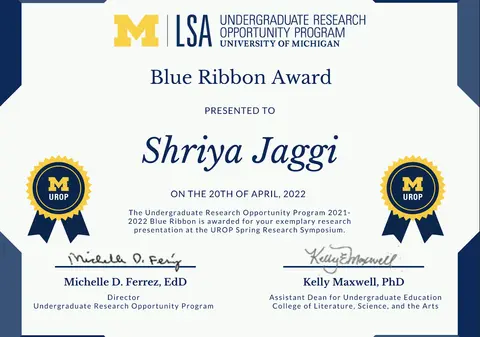 M | LSA UNDERGRADUATE RESEARCH
OPPORTUNITY PROGRAM
UNIVERSITY OF MICHIGAN
Blue Ribbon Award
PRESENTED TO
Shriya Jaggi
ON THE 20TH OF APRIL, 2022
The Undergraduate Research Opportunity Program 2021-
2022 Blue Ribbon is awarded for your exemplary research
presentation at the UROP Spring Research Symposium.
M
UROP
M
UROP
Michelle D. Ferrez
Kelly E Maxwell
Michelle D. Ferrez, EdD
Director
Undergraduate Research Opportunity Program
Kelly Maxwell, PhD
Assistant Dean for Undergraduate Education
College of Literature, Science, and the Arts